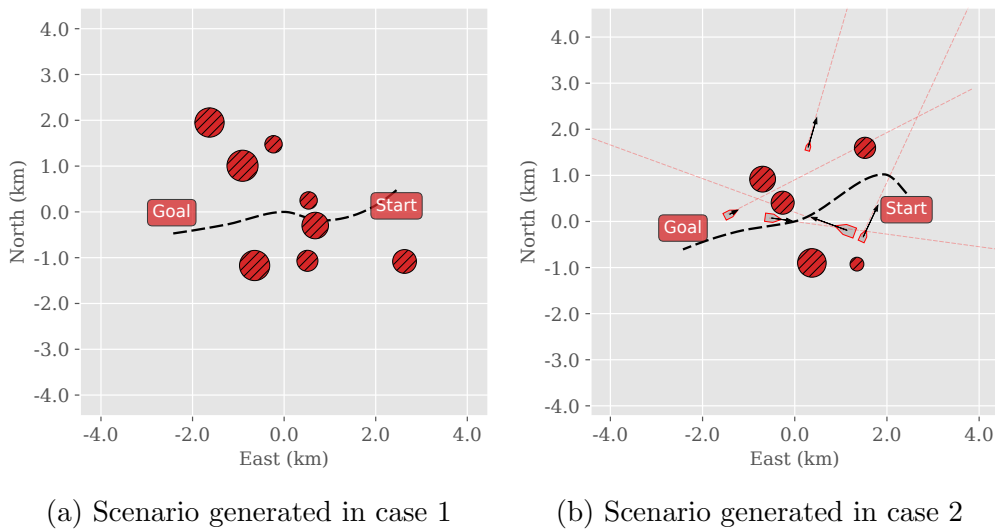 4.0
3.0
2.0
1.0
0.0
-1.0
-2.0
-3.0
-4.0
North (km)
Goal
Start
-4.0 -2.0 0.0 2.0 4.0
East (km)
(a) Scenario generated in case 1
4.0
3.0
2.0
1.0
0.0
-1.0
-2.0
-3.0
-4.0
North (km)
Goal
Start
-4.0 -2.0 0.0 2.0 4.0
East (km)
(b) Scenario generated in case 2